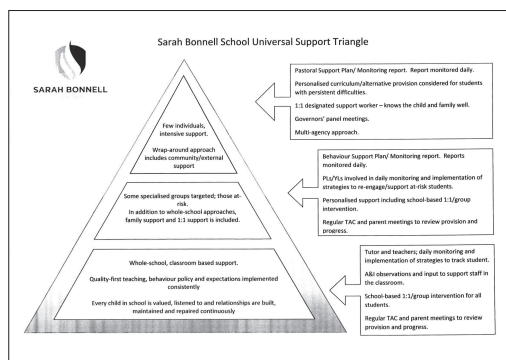 Sarah Bonnell School Universal Support Triangle
SARAH BONNELL
Few individuals,
intensive support.
Wrap-around approach
includes community/external
support
Pastoral Support Plan/ Monitoring report.  Report monitored daily.
Personalised curriculum/alternative provision considered for students
with persistent difficulties.
1:1 designated support worker – knows the child and family well.
Governors' panel meetings.
Multi-agency approach.
Some specialised groups targeted; those at-
risk.
In addition to whole-school approaches,
family support and 1:1 support is included.
Behaviour Support Plan/ Monitoring report.  Reports
monitored daily.
PLs/YLs involved in daily monitoring and implementation of
strategies to re-engage/support at-risk students.
Personalised support including school-based 1:1/group
intervention.
Regular TAC and parent meetings to review provision and
progress.
Whole-school, classroom based support.
Quality-first teaching, behaviour policy and expectations implemented
consistently
Every child in school is valued, listened to and relationships are built,
maintained and repaired continuously
Tutor and teachers; daily monitoring and
implementation of strategies to track student.
A&I observations and input to support staff in
the classroom.
School-based 1:1/group intervention for all
students.
Regular TAC and parent meetings to review
provision and progress.